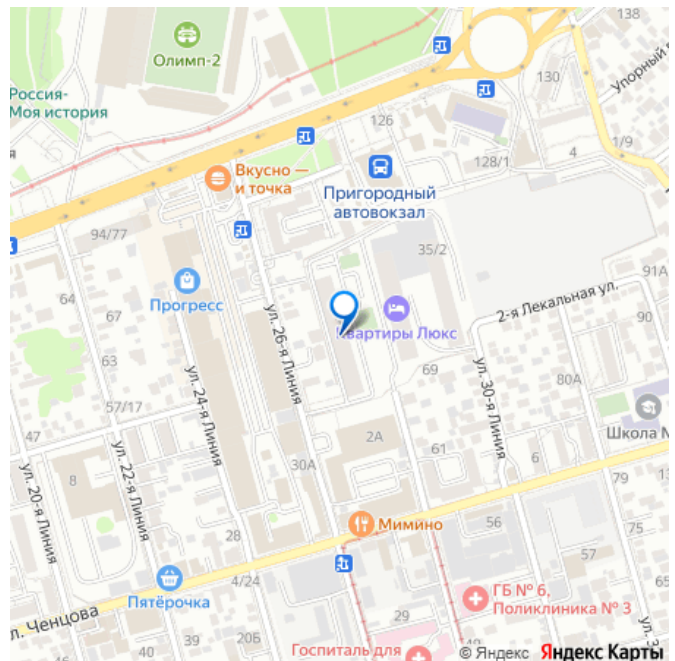 138
Олимп-2
Упорный
130
Россия-
Моя история
126
1/9
Вкусно —
и точка
128/1
4
Пригородный
автовокзал
94/77
35/2
91А
64
Прогресс
2-я Лекальная ул.
67
Квартиры Люкс
90
63
ул. 26-я Линия
69
80А
57/17
ул. 24-я Линия
ул. 30-я Линия
47
2А
Школа №
ул. 22-я Линия
61
8
30А
6
79
ул. 20-я Линия
Мимино
56
28
57
75
4/24
ГБ № 6,
Поликлиника № 3
Пятёрочка
л. Ченцова
29
40
39
20Б
Госпиталь для
© Яндекс Яндекс Карты